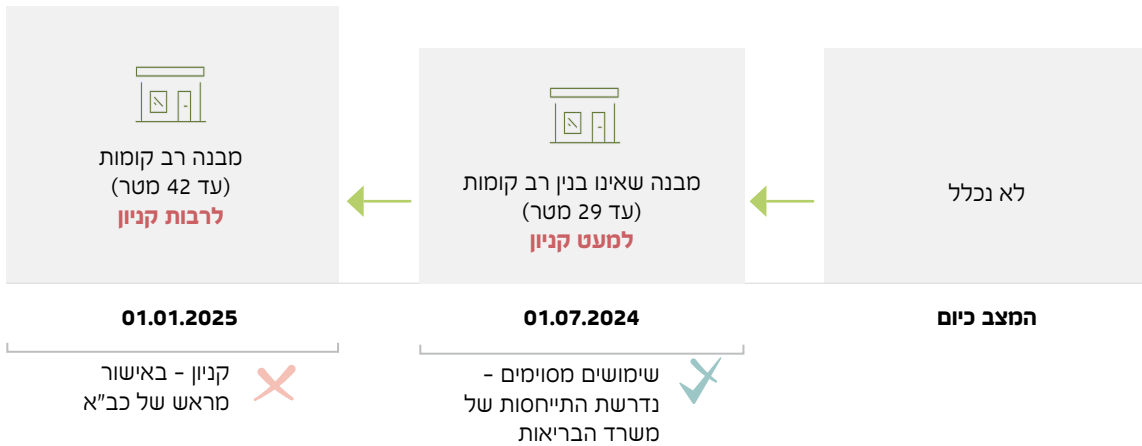 לא נכלל
המצב כיום
מבנה שאינו בנין רב קומות
(עד 29 מטר)
למעט קניון
01.07.2024
שימושים מסוימים –
נדרשת התייחסות של
משרד הבריאות
מבנה רב קומות
(עד 42 מטר)
לרבות קניון
01.01.2025
קניון – באישור
מראש של כב"א